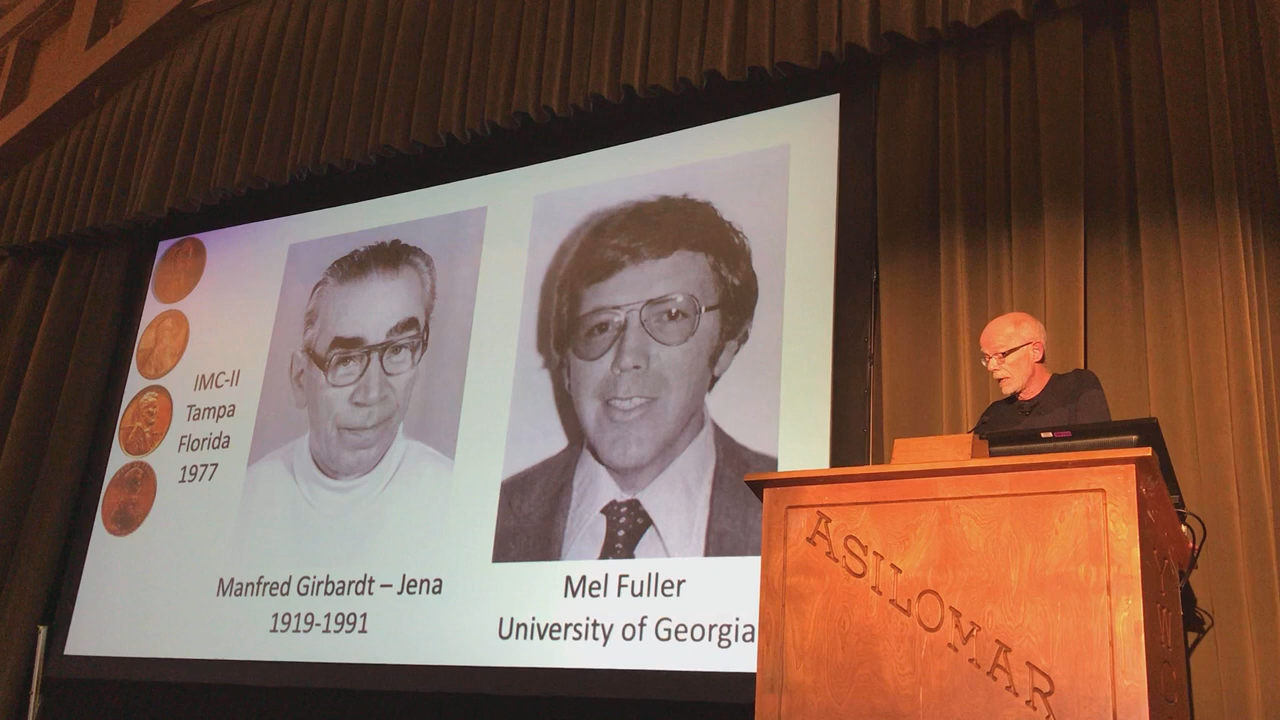 IMC-II
Tampa
Florida
1977
Manfred Girbardt – Jena
1919-1991
Mel Fuller
University of Georgia
ASILOMAR